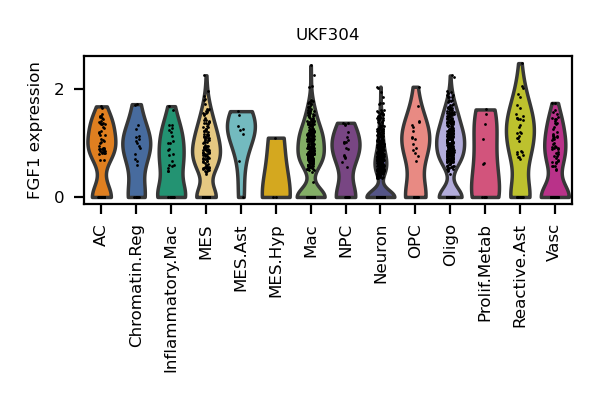 UKF304
FGF1 expression
2
0
AC
Chromatin.Reg
Inflammatory.Mac
MES
MES.Ast
MES.Hyp
Mac
NPC
Neuron
OPC
Oligo
Prolif.Metab
Reactive.Ast
Vasc